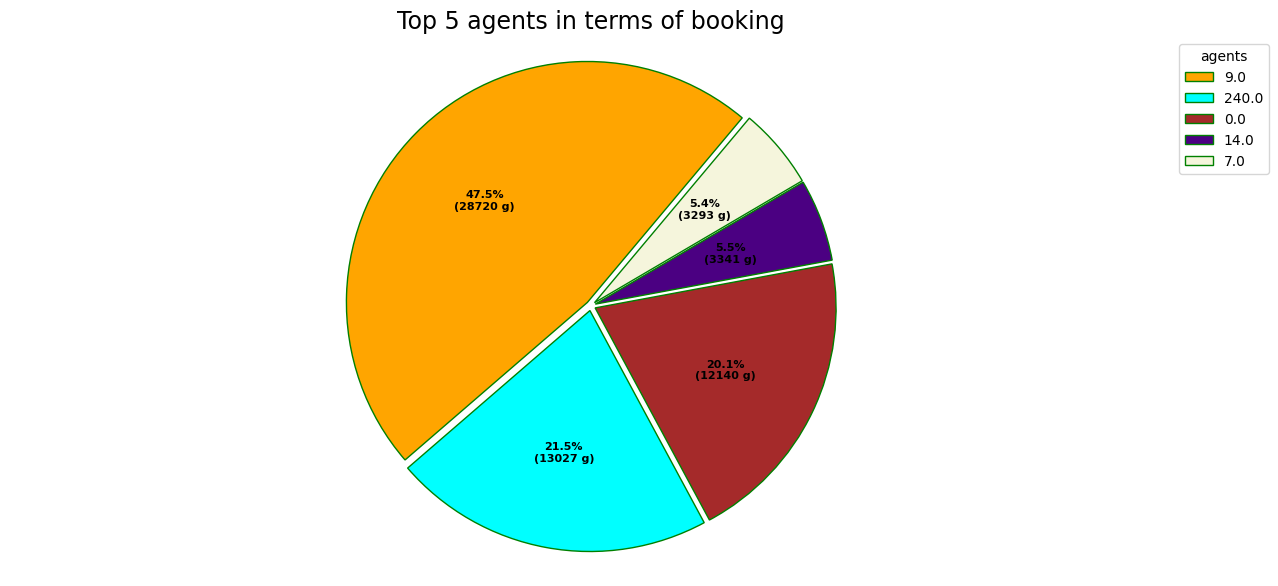 Top 5 agents in terms of booking
agents
9.0
240.0
0.0
14.0
7.0
47.5%
(28720 g)
5.4%
(3293 g)
5.5%
(3341 g)
20.1%
(12140 g)
21.5%
(13027 g)